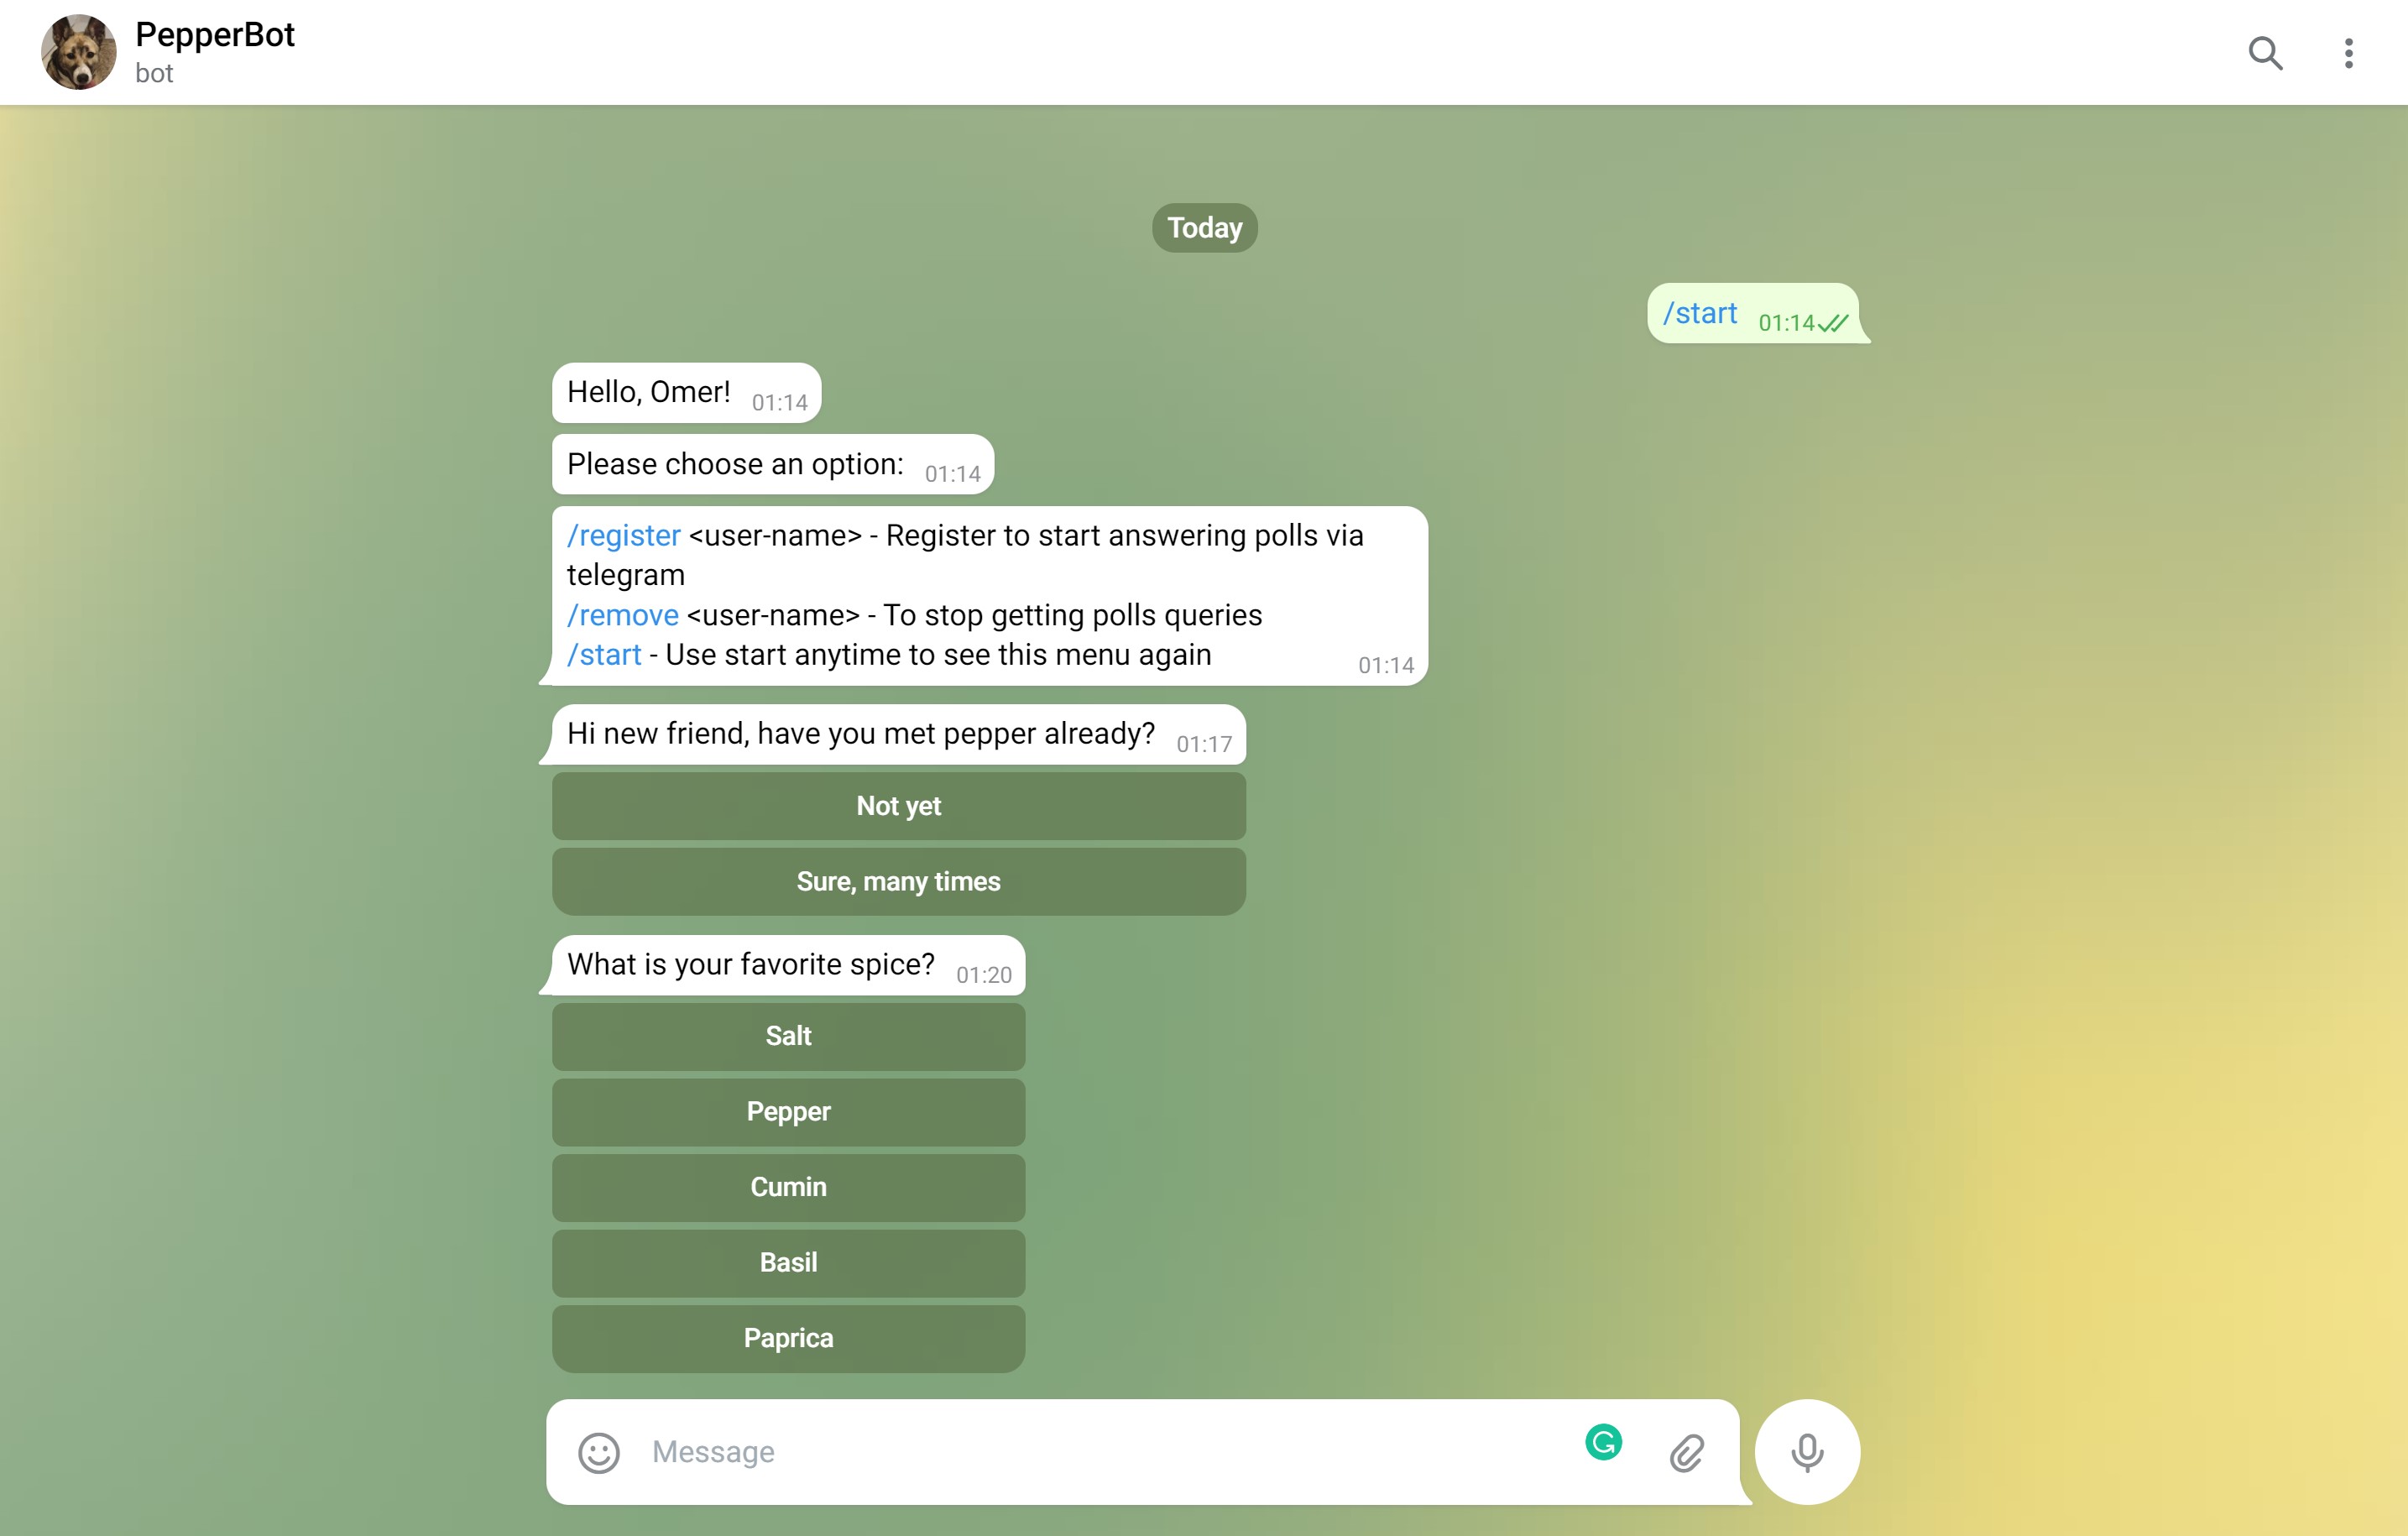 PepperBot
bot
Today
/start 01:14
Hello, Omer! 01:14
Please choose an option: 01:14
/register <user-name> - Register to start answering polls via
telegram
/remove <user-name> - To stop getting polls queries
/start - Use start anytime to see this menu again 01:14
Hi new friend, have you met pepper already? 01:17
Not yet
Sure, many times
What is your favorite spice? 01:20
Salt
Pepper
Cumin
Basil
Paprica
Message